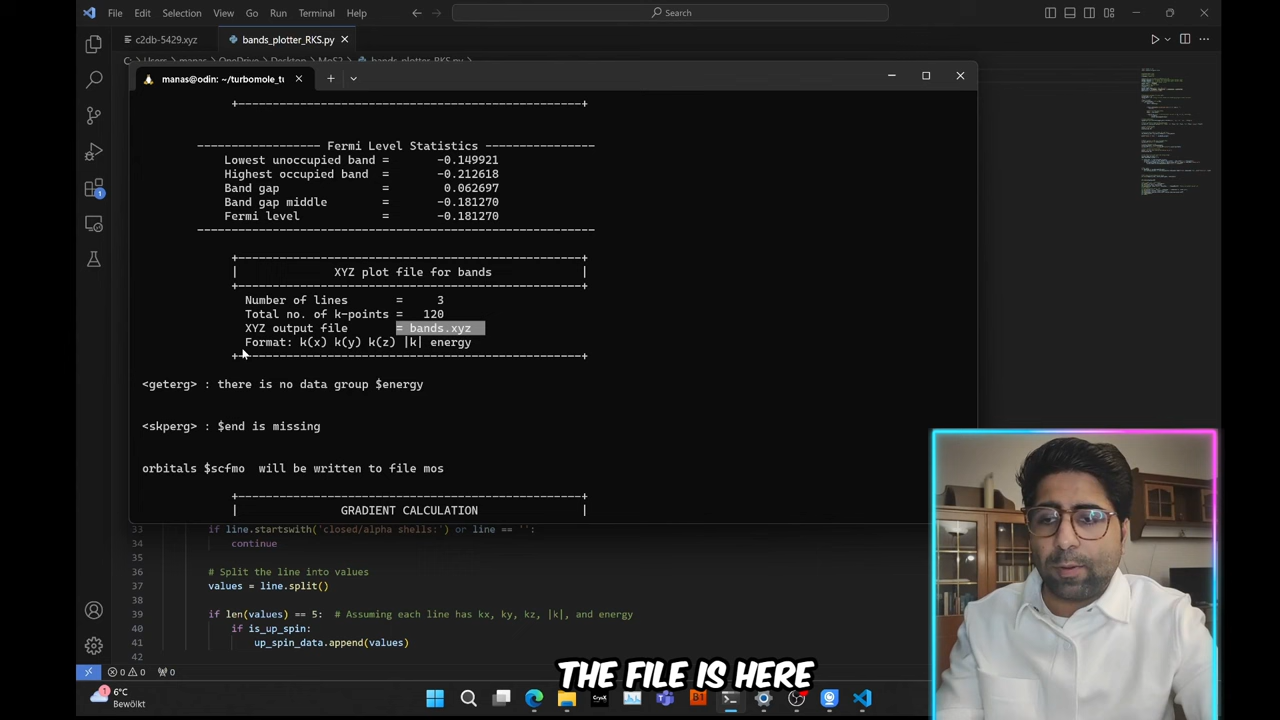 File Edit Selection View Go Run Terminal Help Search
c2db-5429.xyz bands_plotter_RKS.py
manas@odin: ~/turbomole_tu
Fermi Level Statistics
Lowest unoccupied band = -0.149921
Highest occupied band = -0.212618
Band gap = 0.062697
Band gap middle = -0.181270
Fermi level = -0.181270
XYZ plot file for bands
Number of lines = 3
Total no. of k-points = 120
XYZ output file = bands.xyz
Format: k(x) k(y) k(z) |k| energy
<geterg> : there is no data group $energy
<skperg> : $end is missing
orbitals $scfmo will be written to file mos
GRADIENT CALCULATION
33 if line.startswith('closed/alpha shells:') or line == '':
34 continue
35
36 # Split the line into values
37 values = line.split()
38
39 if len(values) == 5: # Assuming each line has kx, ky, kz, |k|, and energy
40 if is_up_spin:
41 up_spin_data.append(values)
42
0 0 0
THE FILE IS HERE
6°C
Bewölkt